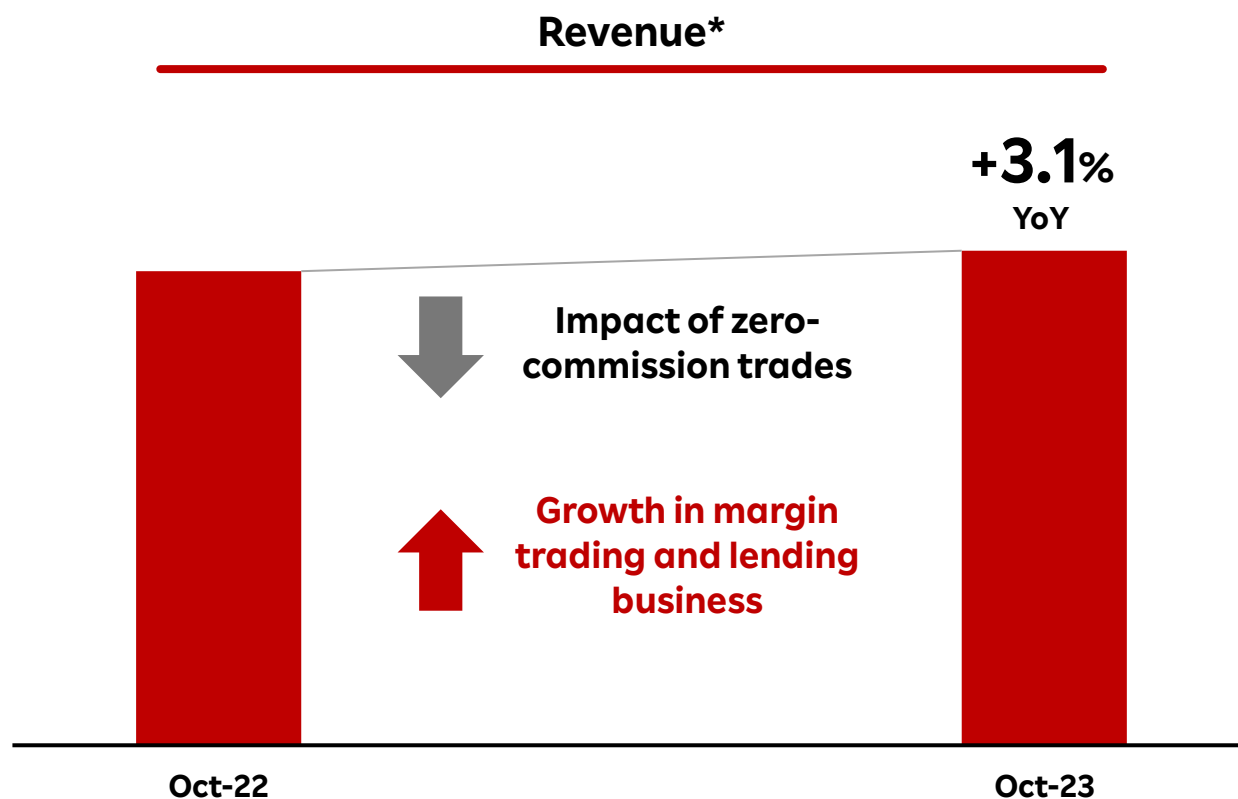 Revenue*
+3.1%
YoY
Impact of zero-
commission trades
Growth in margin
trading and lending
business
Oct-22
Oct-23